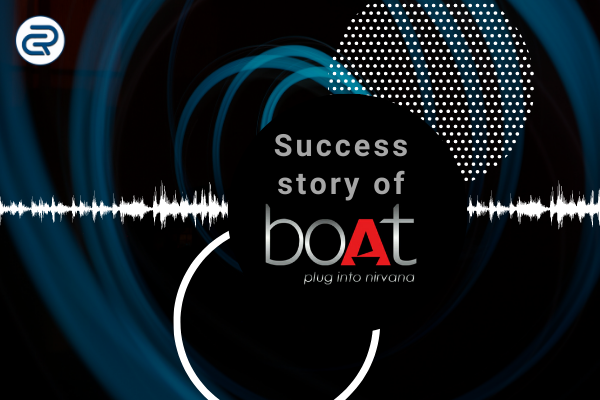 Success
story of
boAt
plug into nirvana